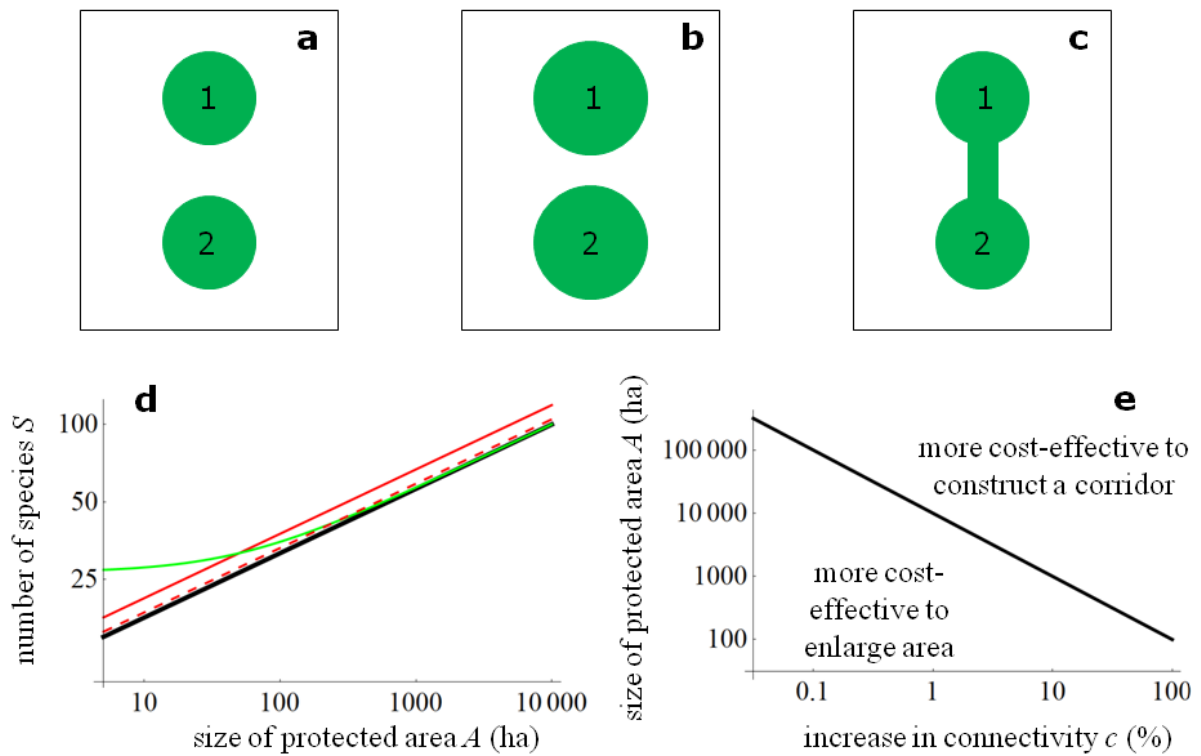 a
1
2
b
1
2
c
1
2
d
number of species S
100
50
25
10
100
1000
10 000
size of protected area A (ha)
e
size of protected area A (ha)
100 000
10 000
1000
100
more cost-effective to
construct a corridor
more cost-
effective to
enlarge area
0.1
1
10
100
increase in connectivity c (%)